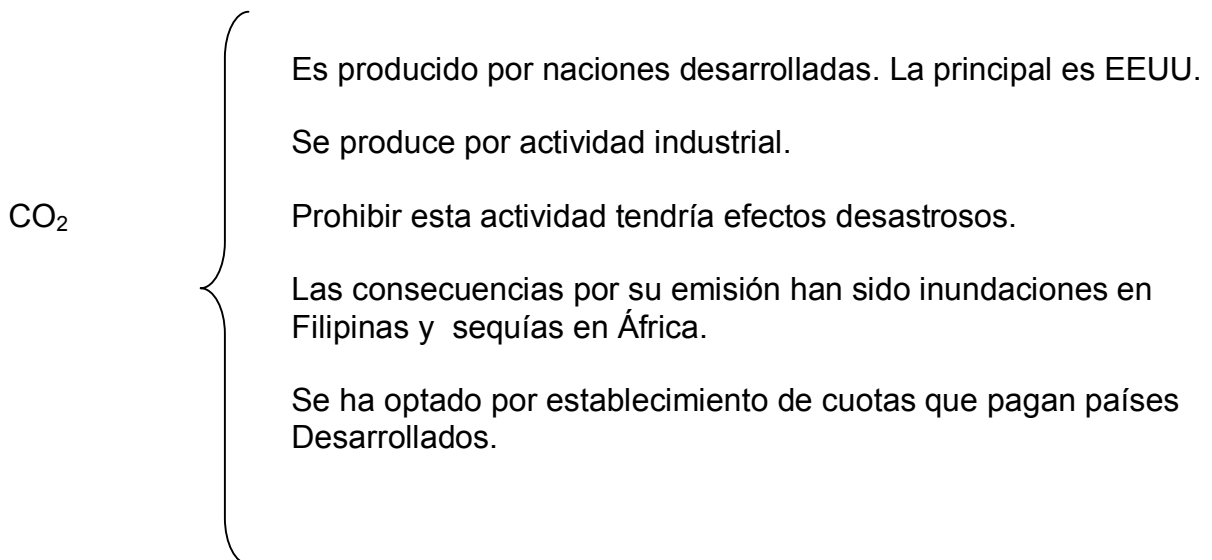 Es producido por naciones desarrolladas. La principal es EEUU.
Se produce por actividad industrial.
CO₂
Prohibir esta actividad tendría efectos desastrosos.
Las consecuencias por su emisión han sido inundaciones en
Filipinas y  sequías en África.
Se ha optado por establecimiento de cuotas que pagan países
Desarrollados.